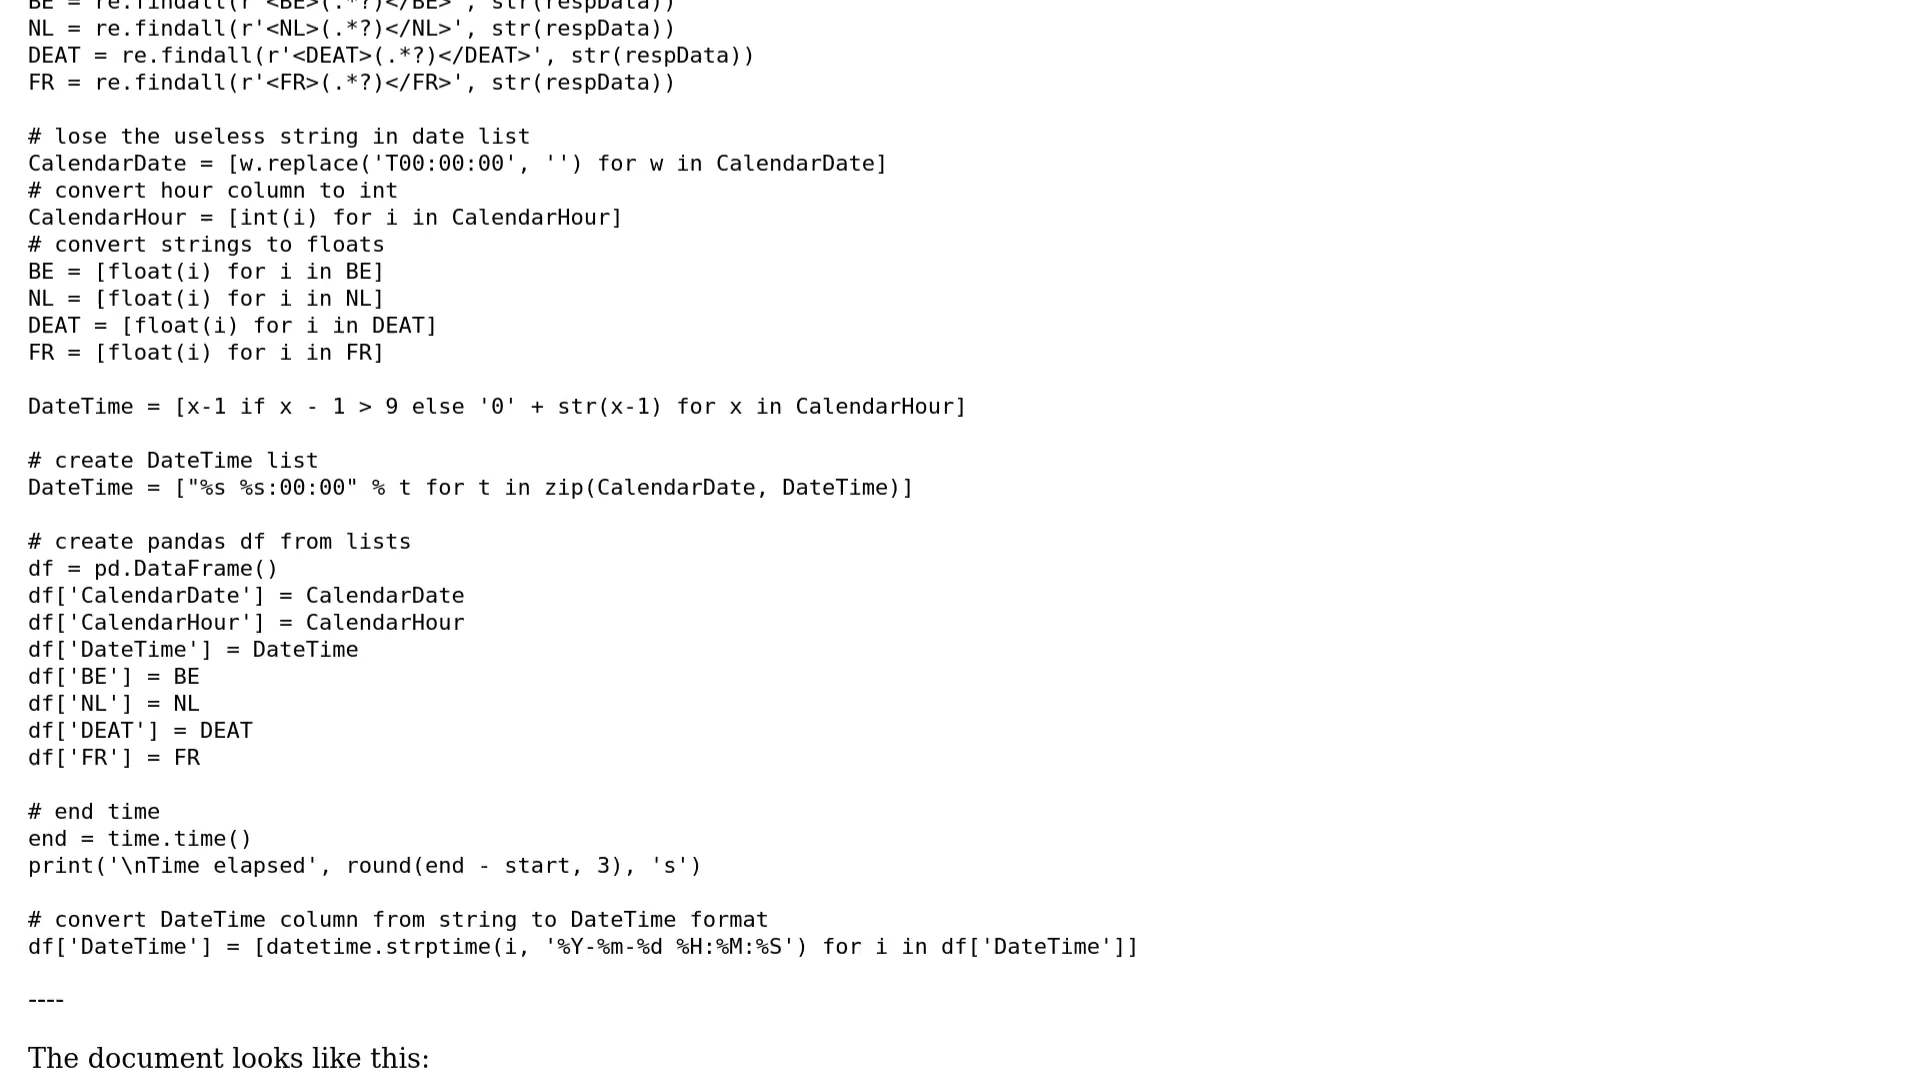 BE = re.findall(r'<BE>(.*?)</BE>', str(respData))
NL = re.findall(r'<NL>(.*?)</NL>', str(respData))
DEAT = re.findall(r'<DEAT>(.*?)</DEAT>', str(respData))
FR = re.findall(r'<FR>(.*?)</FR>', str(respData))

# lose the useless string in date list
CalendarDate = [w.replace('T00:00:00', '') for w in CalendarDate]
# convert hour column to int
CalendarHour = [int(i) for i in CalendarHour]
# convert strings to floats
BE = [float(i) for i in BE]
NL = [float(i) for i in NL]
DEAT = [float(i) for i in DEAT]
FR = [float(i) for i in FR]

DateTime = [x-1 if x - 1 > 9 else '0' + str(x-1) for x in CalendarHour]

# create DateTime list
DateTime = ["%s %s:00:00" % t for t in zip(CalendarDate, DateTime)]

# create pandas df from lists
df = pd.DataFrame()
df['CalendarDate'] = CalendarDate
df['CalendarHour'] = CalendarHour
df['DateTime'] = DateTime
df['BE'] = BE
df['NL'] = NL
df['DEAT'] = DEAT
df['FR'] = FR

# end time
end = time.time()
print('\nTime elapsed', round(end - start, 3), 's')

# convert DateTime column from string to DateTime format
df['DateTime'] = [datetime.strptime(i, '%Y-%m-%d %H:%M:%S') for i in df['DateTime']]

----

The document looks like this: